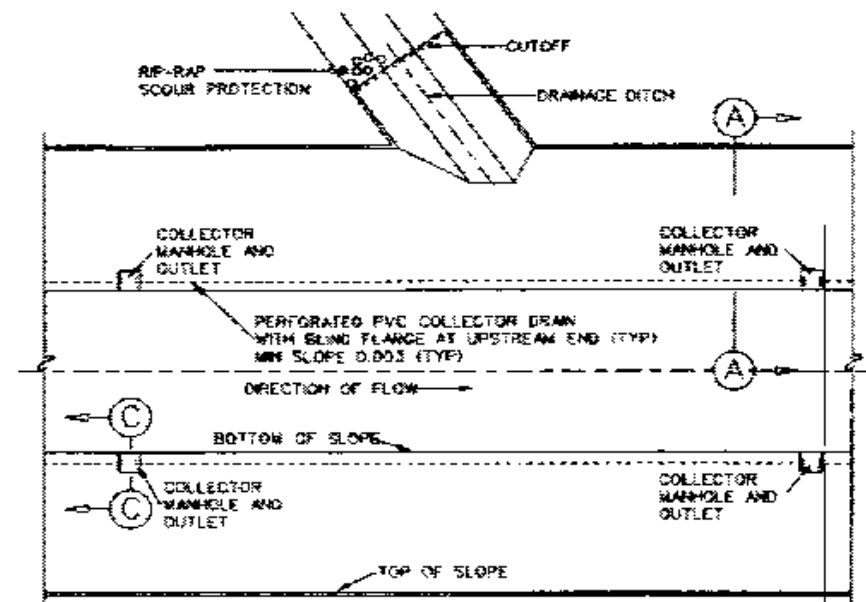 CUTOFF
RIP-RAP
SCOUR PROTECTION
DRAINAGE DITCH
A
COLLECTOR
MANHOLE AND
OUTLET
COLLECTOR
MANHOLE AND
OUTLET
PERFORATED PVC COLLECTOR DRAIN
WITH BLIND FLANGE AT UPSTREAM END (TYP)
MIN SLOPE 0.003 (TYP)
A
DIRECTION OF FLOW
C
BOTTOM OF SLOPE
COLLECTOR
MANHOLE AND
OUTLET
COLLECTOR
MANHOLE AND
OUTLET
C
TOP OF SLOPE